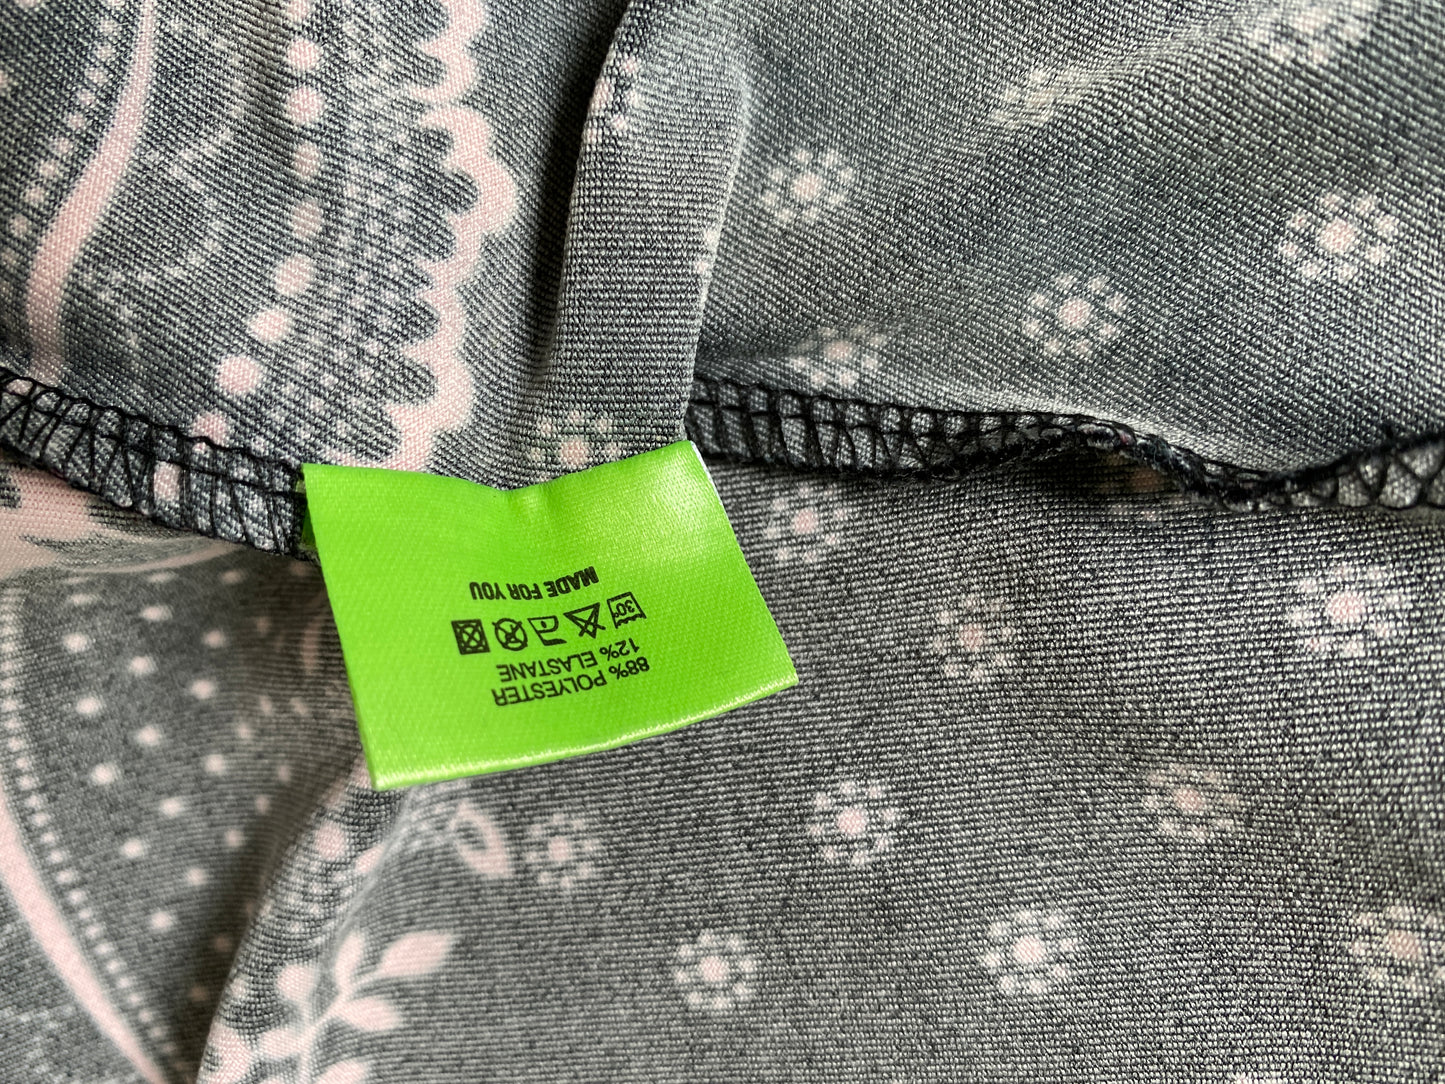 88% POLYESTER
12% ELASTANE
30°
MADE FOR YOU